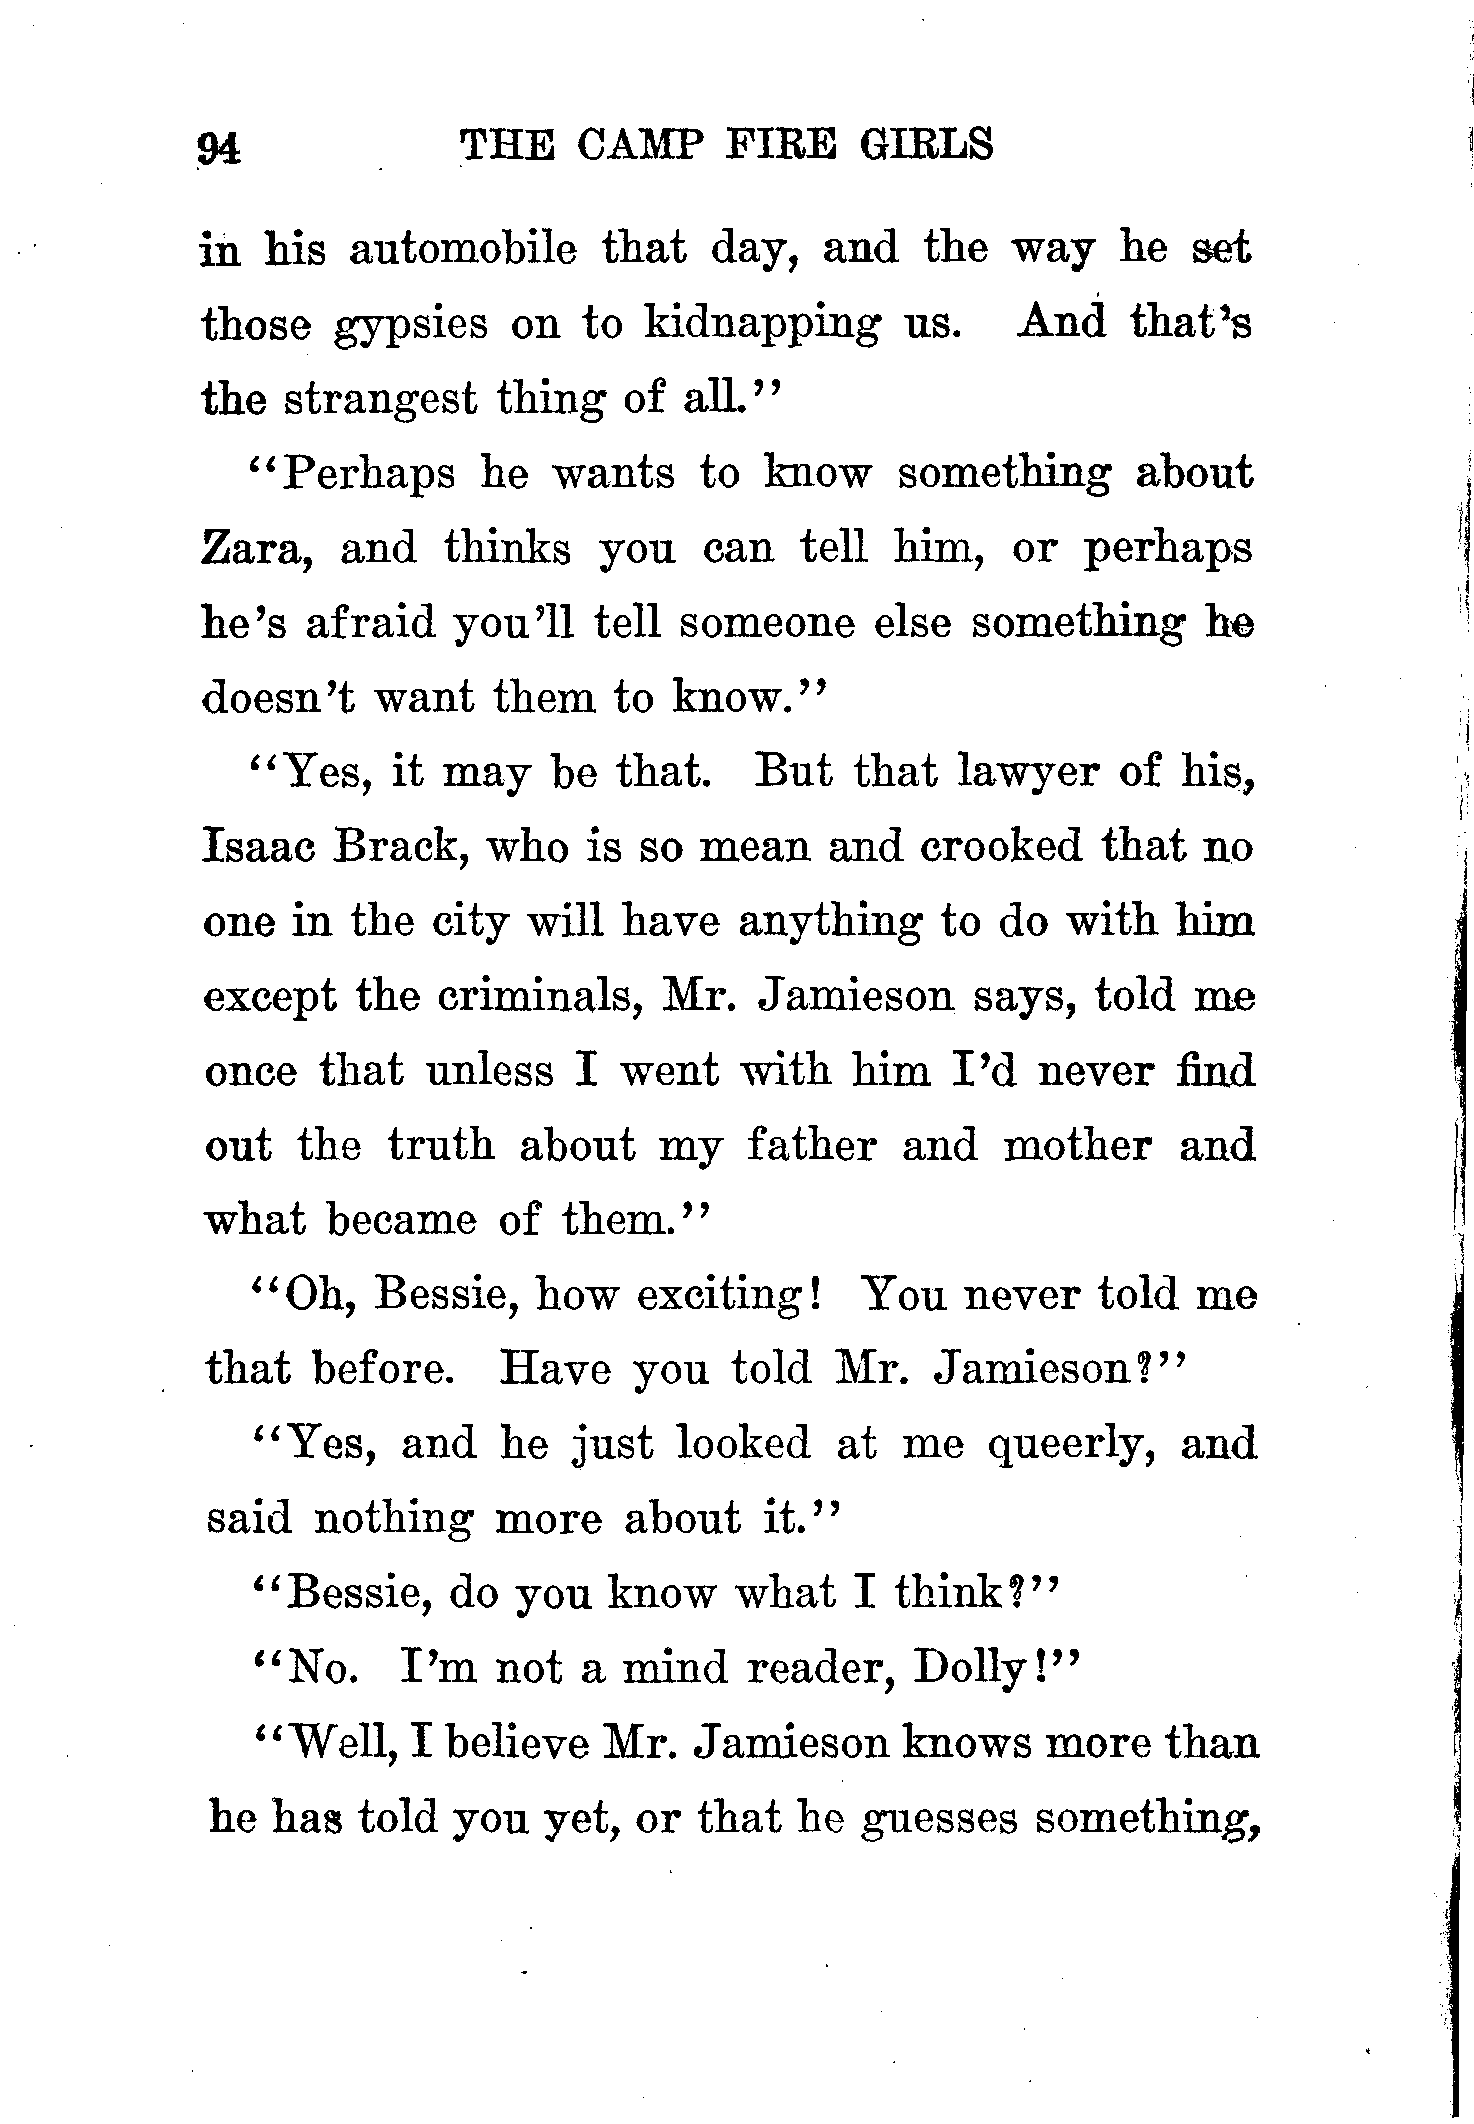 94 THE CAMP FIRE GIRLS
in his automobile that day, and the way he set
those gypsies on to kidnapping us. And that's
the strangest thing of all."
"Perhaps he wants to know something about
Zara, and thinks you can tell him, or perhaps
he's afraid you'll tell someone else something he
doesn't want them to know."
"Yes, it may be that. But that lawyer of his,
Isaac Brack, who is so mean and crooked that no
one in the city will have anything to do with him
except the criminals, Mr. Jamieson says, told me
once that unless I went with him I'd never find
out the truth about my father and mother and
what became of them."
"Oh, Bessie, how exciting! You never told me
that before. Have you told Mr. Jamieson?"
"Yes, and he just looked at me queerly, and
said nothing more about it."
"Bessie, do you know what I think?"
"No. I'm not a mind reader, Dolly!"
"Well, I believe Mr. Jamieson knows more than
he has told you yet, or that he guesses something,